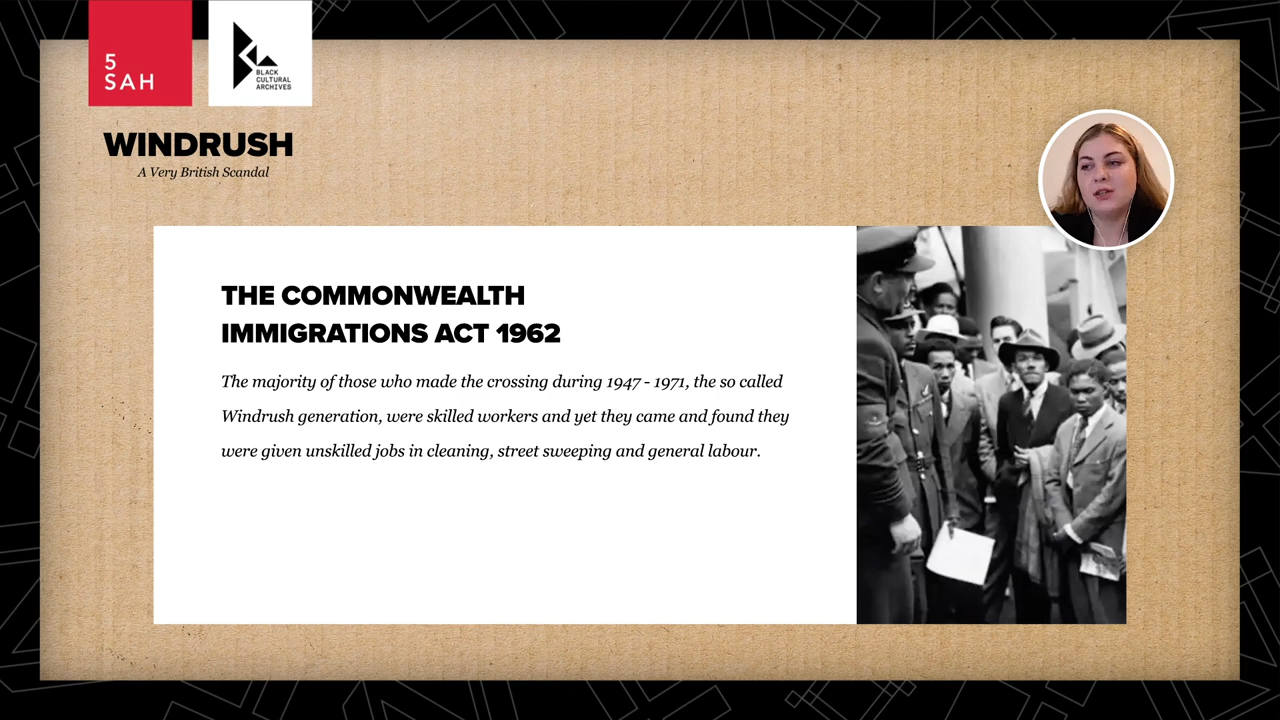 5
SAH
BLACK
CULTURAL
ARCHIVES
WINDRUSH
A Very British Scandal
THE COMMONWEALTH
IMMIGRATIONS ACT 1962
The majority of those who made the crossing during 1947 - 1971, the so called
Windrush generation, were skilled workers and yet they came and found they
were given unskilled jobs in cleaning, street sweeping and general labour.